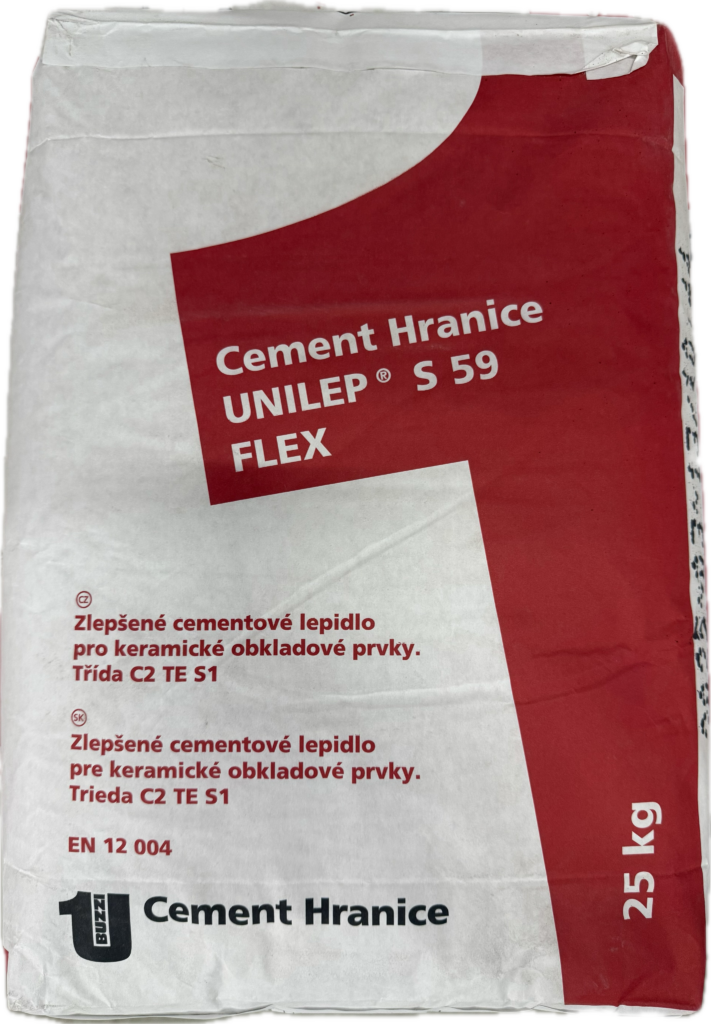 Cement Hranice
UNILEP® S 59
FLEX
CZ
Zlepšené cementové lepidlo
pro keramické obkladové prvky.
Třída C2 TE S1
SK
Zlepšené cementové lepidlo
pre keramické obkladové prvky.
Trieda C2 TE S1
EN 12 004
BUZZI
Cement Hranice
25 kg